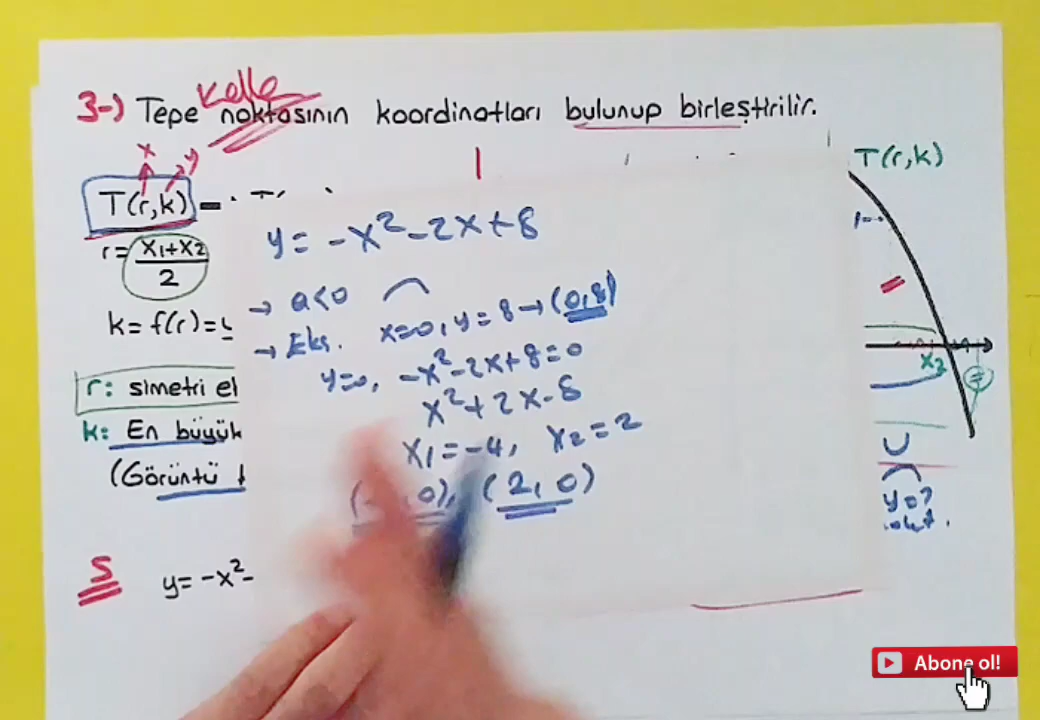 3-) Tepe noktasının koordinatları bulunup birleştirilir.
Kelle
x y
T(r,k)
T(r,k)
r= x₁+x₂ / 2
k= f(r)=
r: simetri
k: En büyük
(Görüntü
y= -x²-2x+8
→ a<0
→ Eks. x=0, y=8→(0,8)
y=0, -x²-2x+8=0
x²+2x-8
x₁=-4, x₂=2
0), (2,0)
x₂
y=?
S y= -x²-
Abone ol!